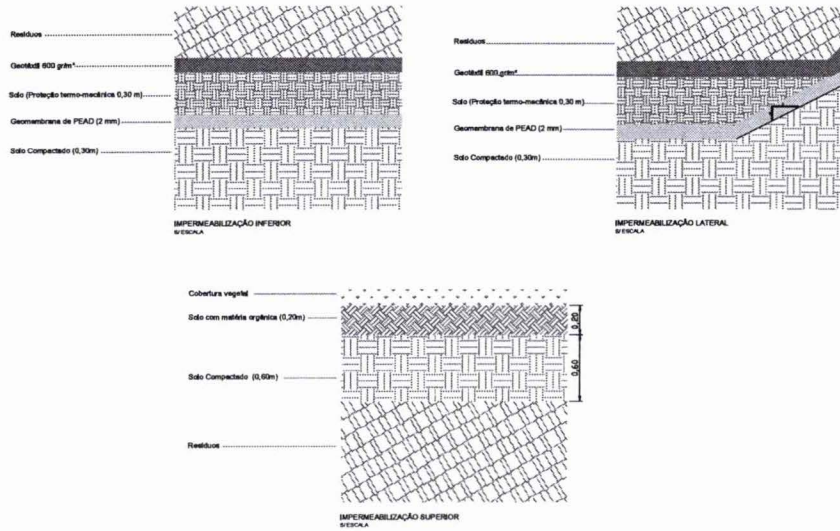 Resíduos
Geotêxtil 600 gr/m²
Solo (Proteção termo-mecânica 0,30 m)
Geomembrana de PEAD (2 mm)
Solo Compactado (0,30m)
IMPERMEABILIZAÇÃO INFERIOR
S/ ESCALA
Resíduos
Geotêxtil 600 gr/m²
Solo (Proteção termo-mecânica 0,30 m)
Geomembrana de PEAD (2 mm)
Solo Compactado (0,30m)
IMPERMEABILIZAÇÃO LATERAL
S/ ESCALA
Cobertura vegetal
Solo com matéria orgânica (0,20m)
Solo Compactado (0,60m)
Resíduos
0,20
0,60
IMPERMEABILIZAÇÃO SUPERIOR
S/ ESCALA